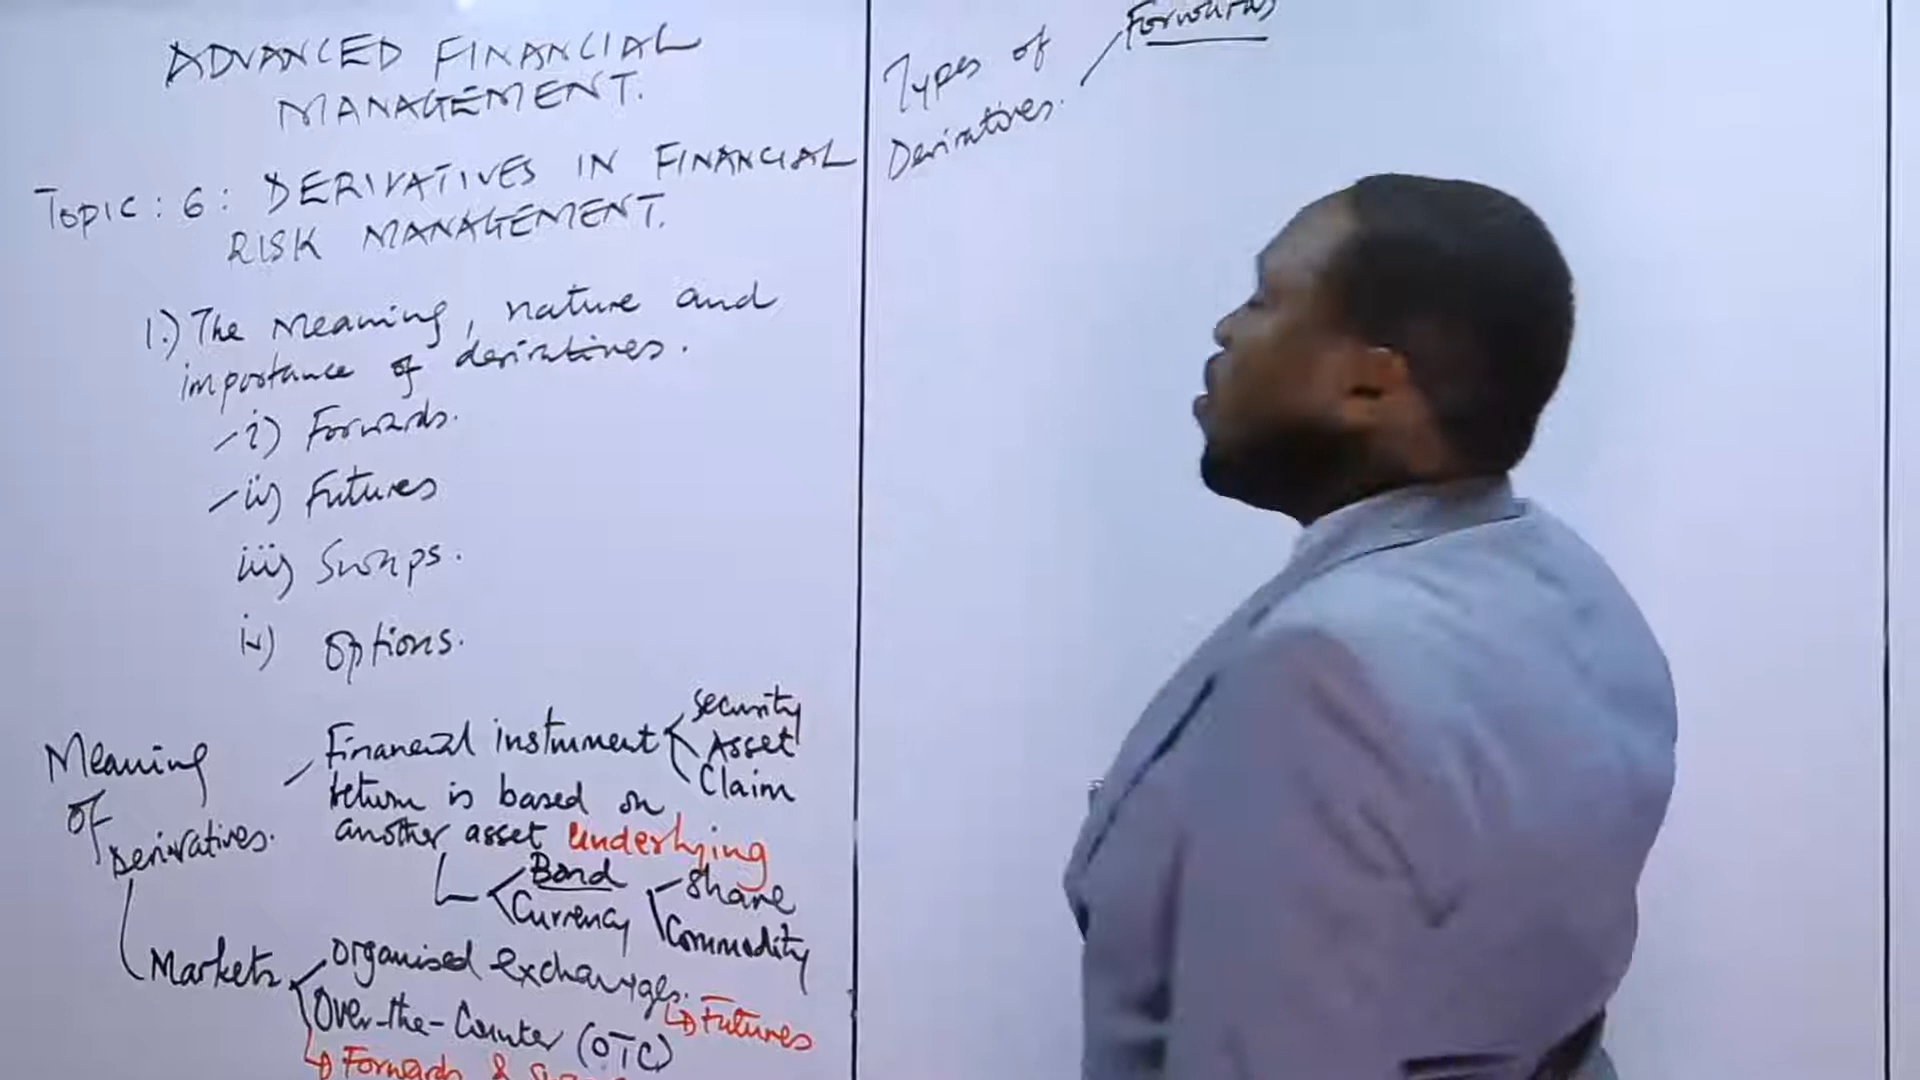 ADVANCED FINANCIAL
MANAGEMENT.
TOPIC: 6: DERIVATIVES IN FINANCIAL
RISK MANAGEMENT.
1.) The Meaning, nature and
importance of derivatives.
i) Forwards.
ii) Futures
iii) Swaps.
iv) Options.
Meaning
of
Derivatives.
Financial instrument
Security
Asset
Claim
return is based on
another asset underlying
Bond
Currency
Share
Commodity
Markets
Organised exchanges.
Futures
Over-the-Counter (OTC)
Forwards &
Types of
Derivatives.
Forwards